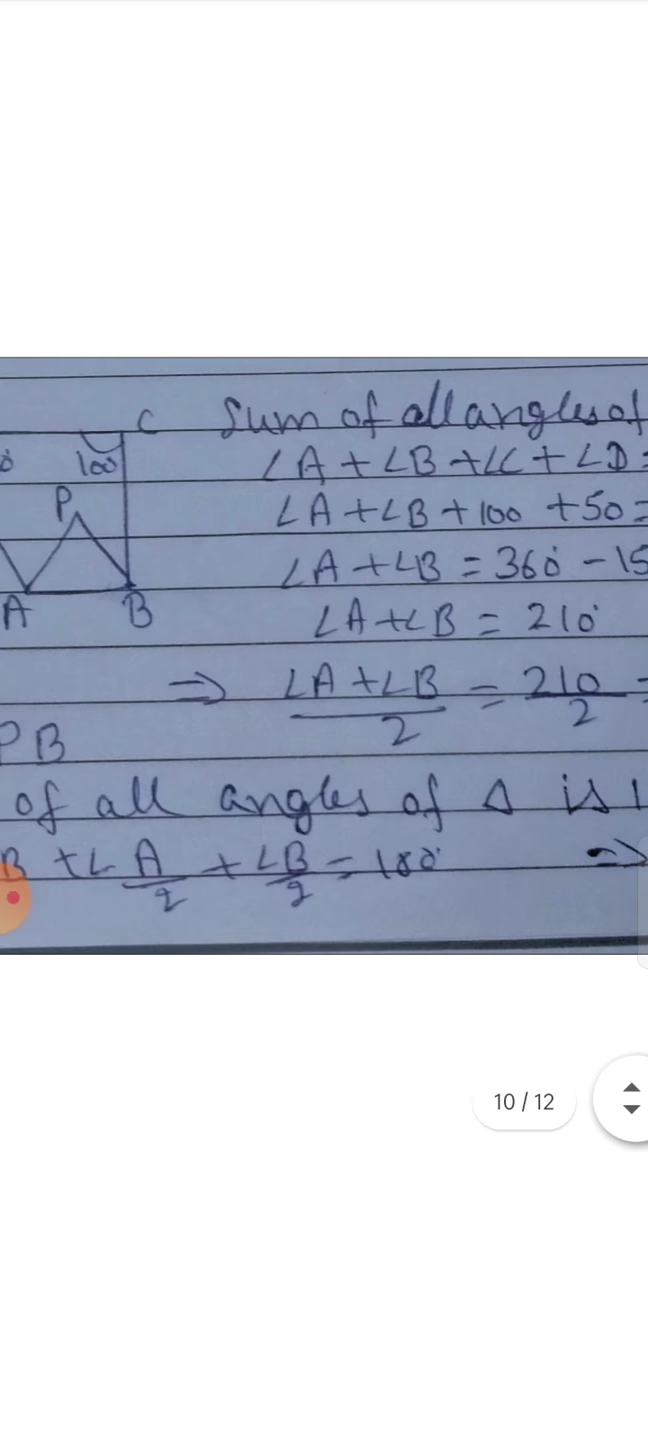 C Sum of all angles of
100° ∠A + ∠B + ∠C + ∠D =
P ∠A + ∠B + 100 + 50 =
∠A + ∠B = 360° - 15
A B ∠A + ∠B = 210°
⇒ ∠A + ∠B / 2 = 210 / 2 =
PB
of all angles of Δ is 1
B + ∠A/2 + ∠B/2 = 180° ⇒
10 / 12